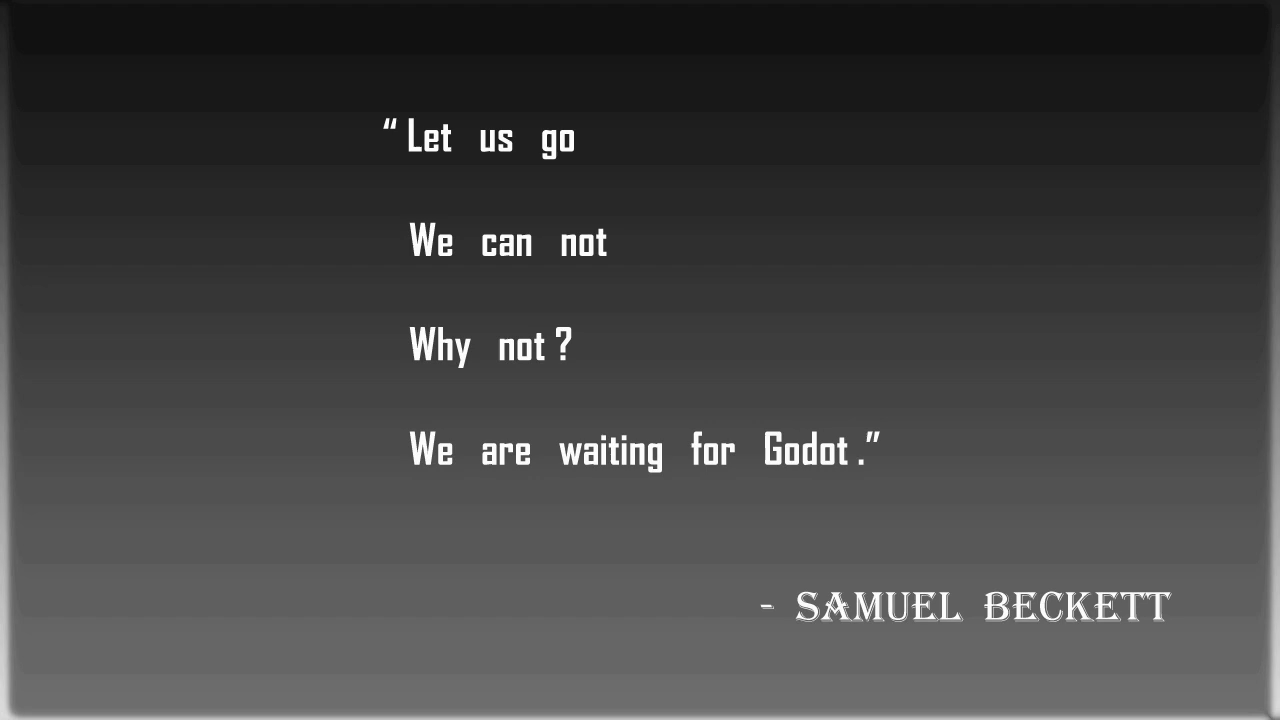 “ Let us go
We can not
Why not ?
We are waiting for Godot .”
- SAMUEL BECKETT